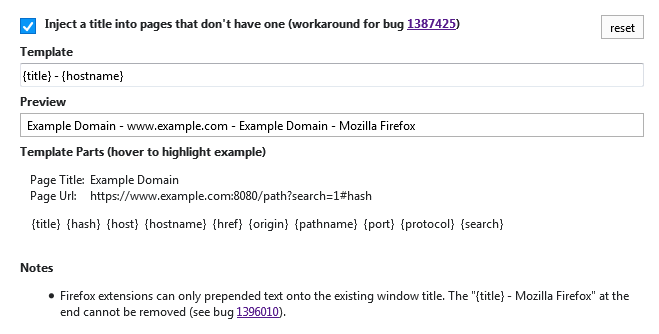 Inject a title into pages that don't have one (workaround for bug 1387425)
reset
Template
{title} - {hostname}
Preview
Example Domain - www.example.com - Example Domain - Mozilla Firefox
Template Parts (hover to highlight example)
Page Title: Example Domain
Page Url: https://www.example.com:8080/path?search=1#hash
{title} {hash} {host} {hostname} {href} {origin} {pathname} {port} {protocol} {search}
Notes
• Firefox extensions can only prepended text onto the existing window title. The "{title} - Mozilla Firefox" at the
end cannot be removed (see bug 1396010).